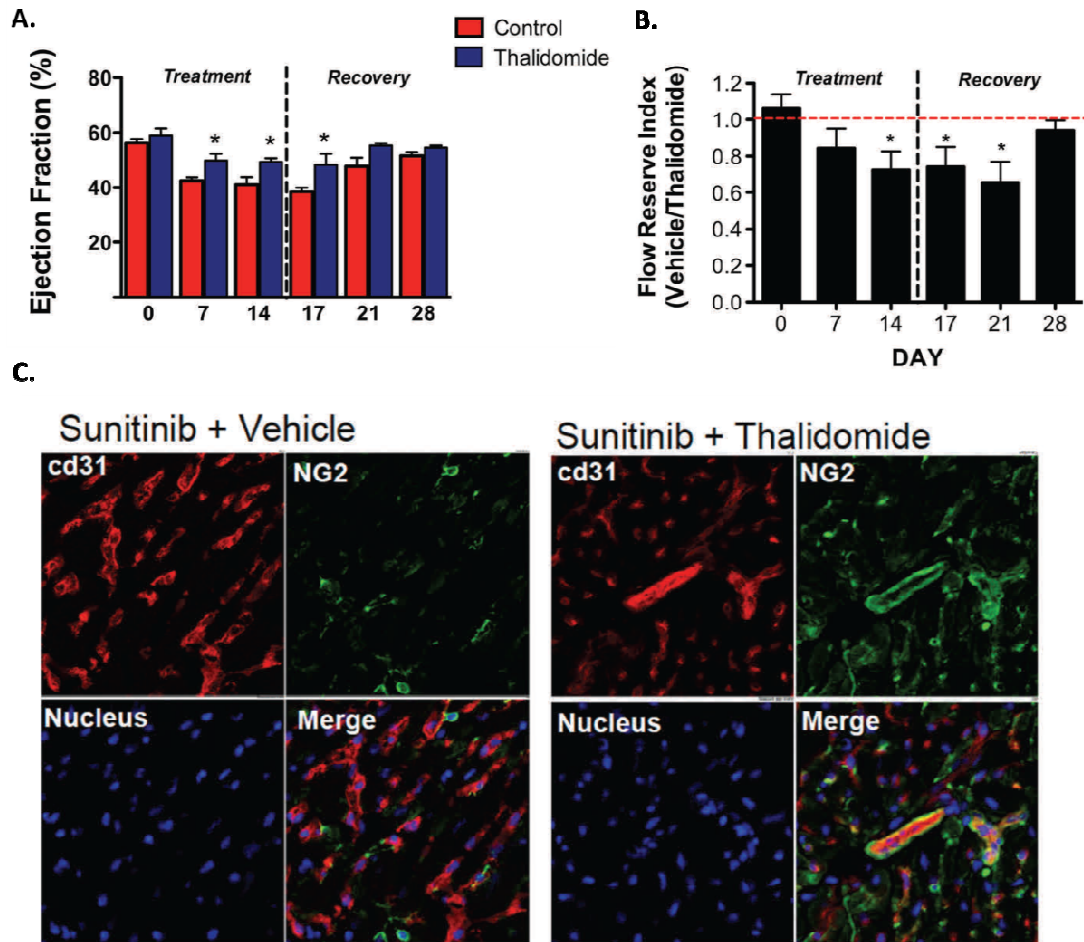 A.
Control
Thalidomide
Ejection Fraction (%)
Treatment
Recovery
80
60
40
20
*
*
*
0 7 14 17 21 28
B.
Flow Reserve Index
(Vehicle/Thalidomide)
Treatment
Recovery
1.2
1.0
0.8
0.6
0.4
0.2
0.0
*
*
*
0 7 14 17 21 28
DAY
C.
Sunitinib + Vehicle
cd31
NG2
Nucleus
Merge
Sunitinib + Thalidomide
cd31
NG2
Nucleus
Merge